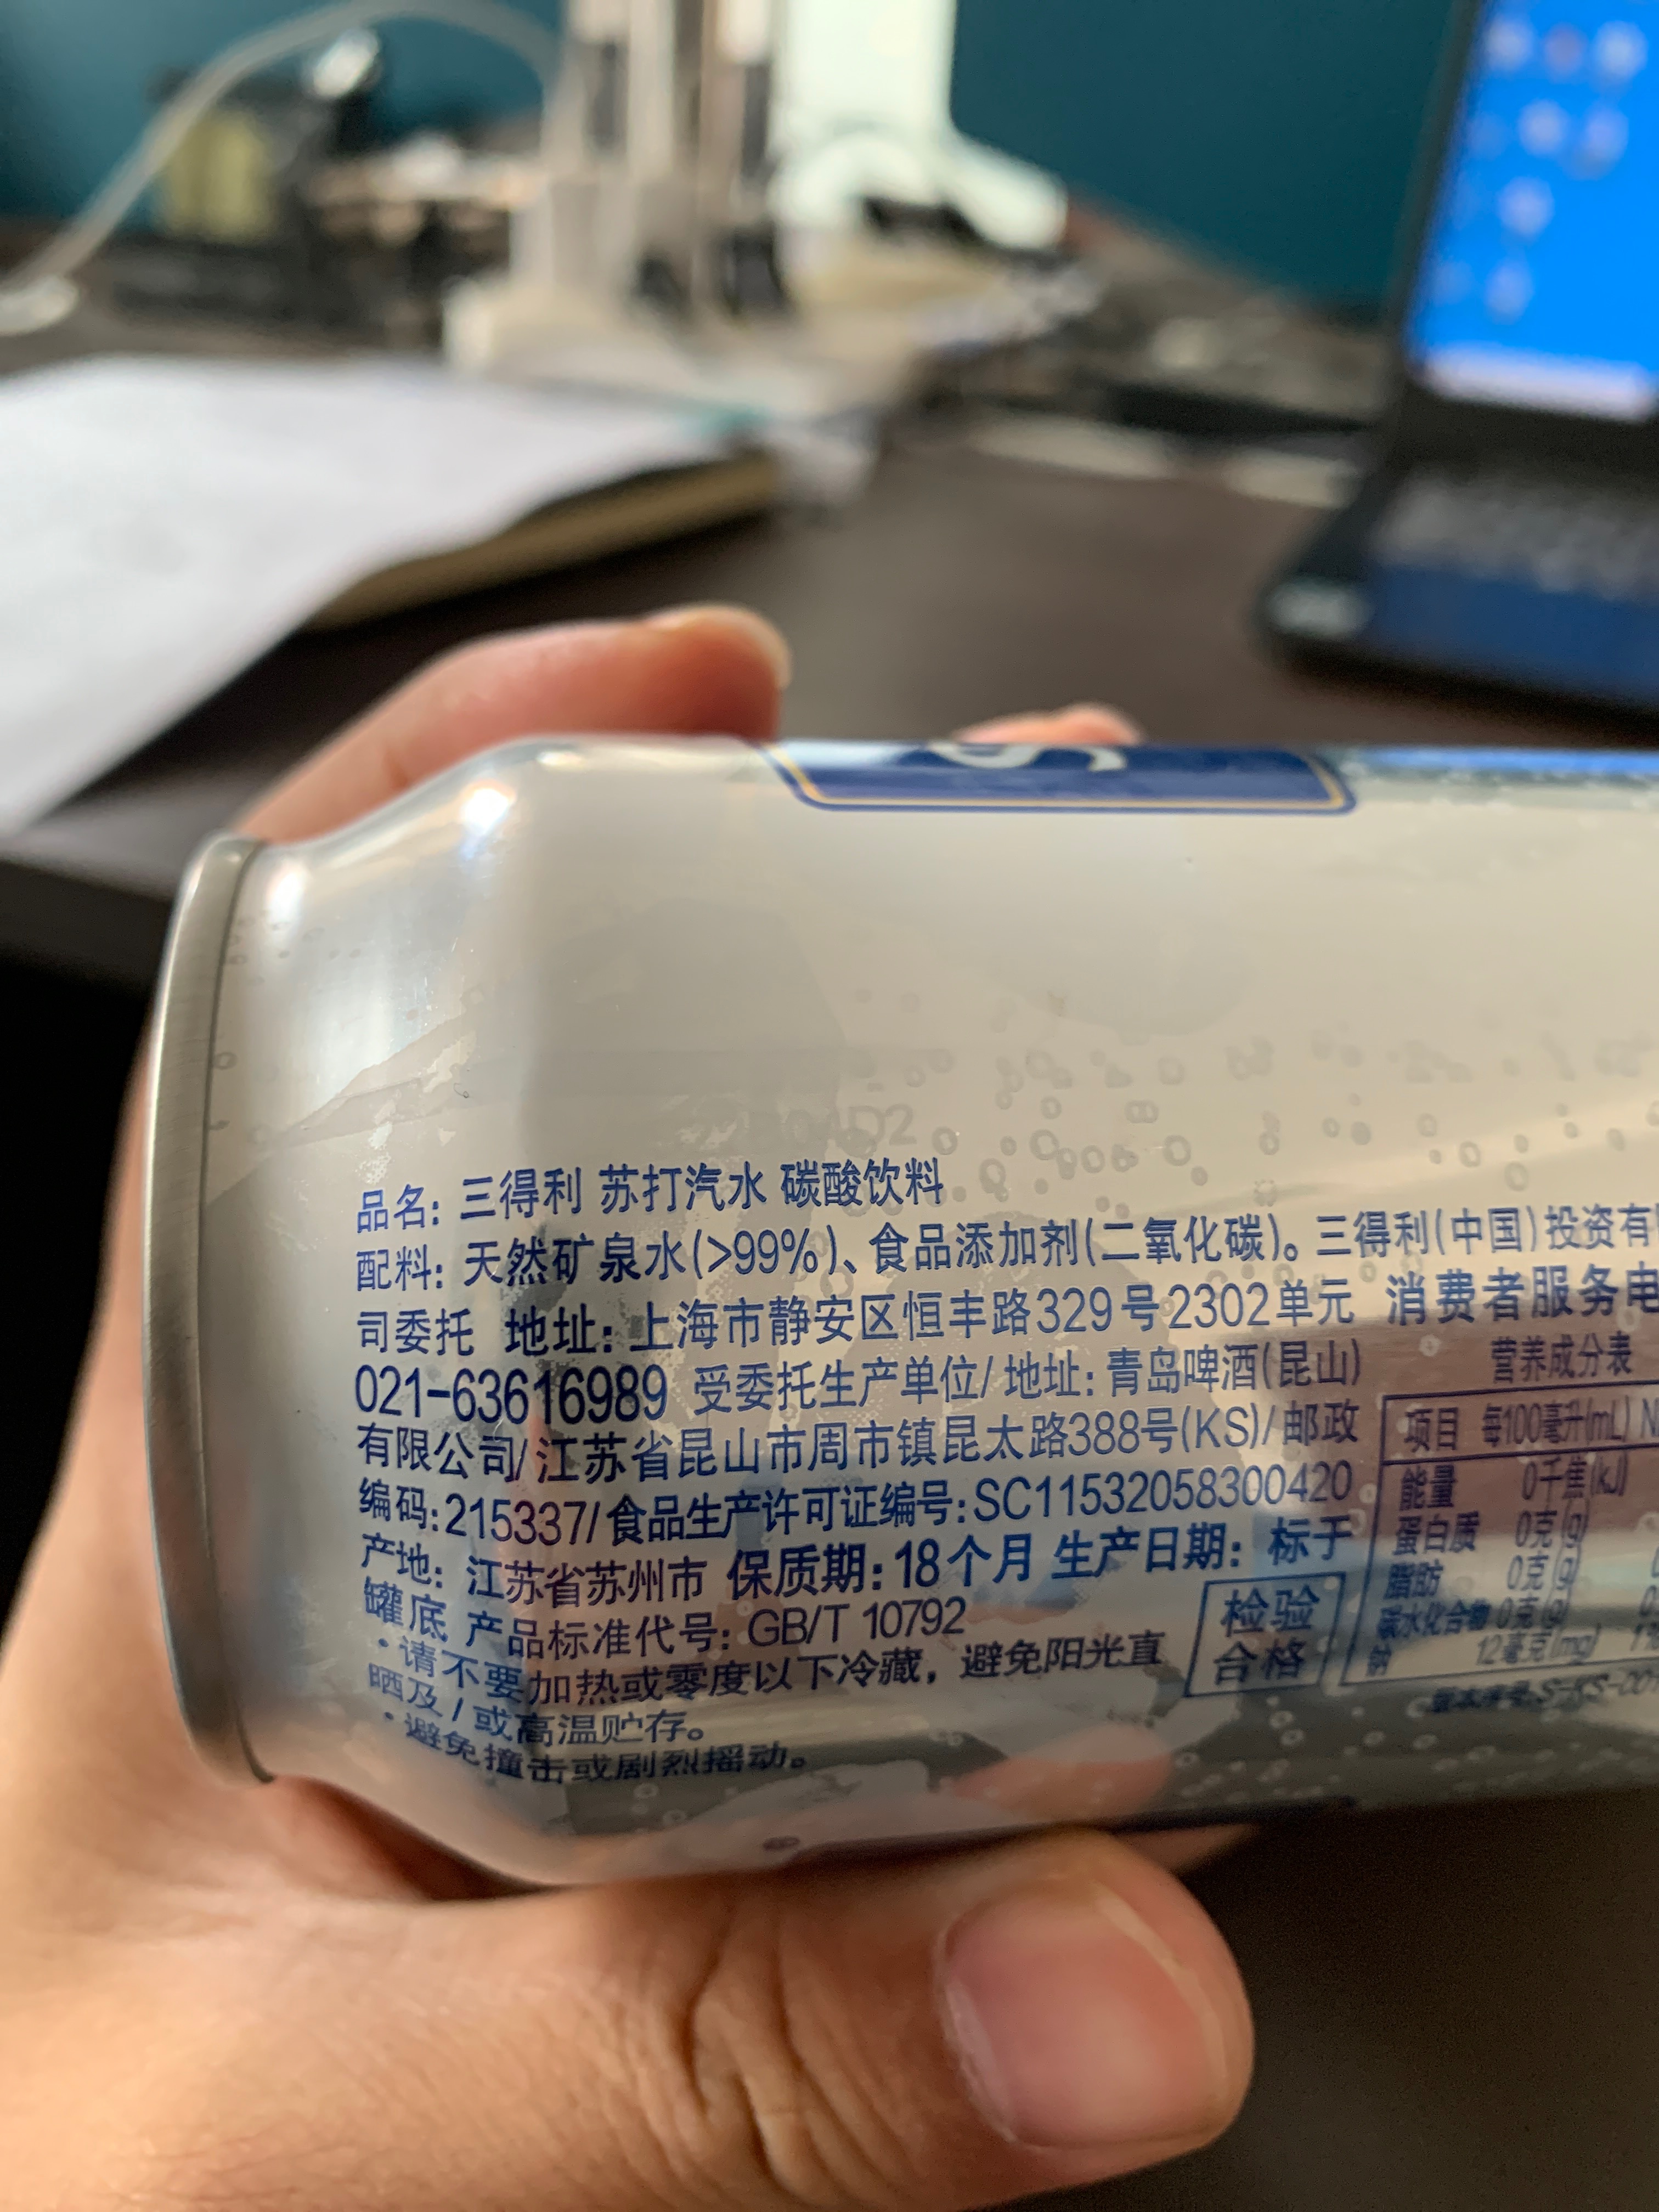 品名: 三得利 苏打汽水 碳酸饮料
配料: 天然矿泉水(>99%)、食品添加剂(二氧化碳)。三得利(中国)投资有
司委托 地址: 上海市静安区恒丰路329号2302单元 消费者服务电
021-63616989 受委托生产单位/地址: 青岛啤酒(昆山)
有限公司/江苏省昆山市周市镇昆太路388号(KS)/邮政
编码:215337/食品生产许可证编号:SC11532058300420
产地: 江苏省苏州市 保质期: 18个月 生产日期: 标于
罐底 产品标准代号: GB/T 10792
·请不要加热或零度以下冷藏，避免阳光直
晒及/或高温贮存。
·避免撞击或剧烈摇动。
检验
合格
营养成分表
项目 每100毫升(mL) N
能量 0千焦(kJ)
蛋白质 0克(g)
脂肪 0克(g)
碳水化合物 0克(g)
钠 12毫克(mg) 1%